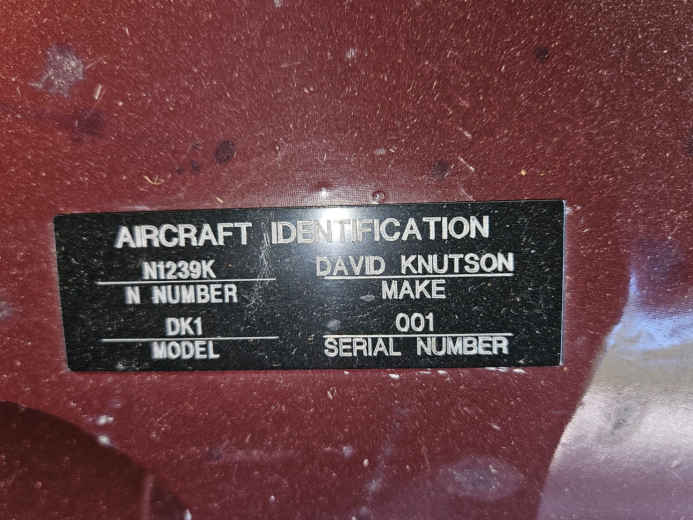 AIRCRAFT IDENTIFICATION
N1239K DAVID KNUTSON
N NUMBER MAKE
DK1 001
MODEL SERIAL NUMBER